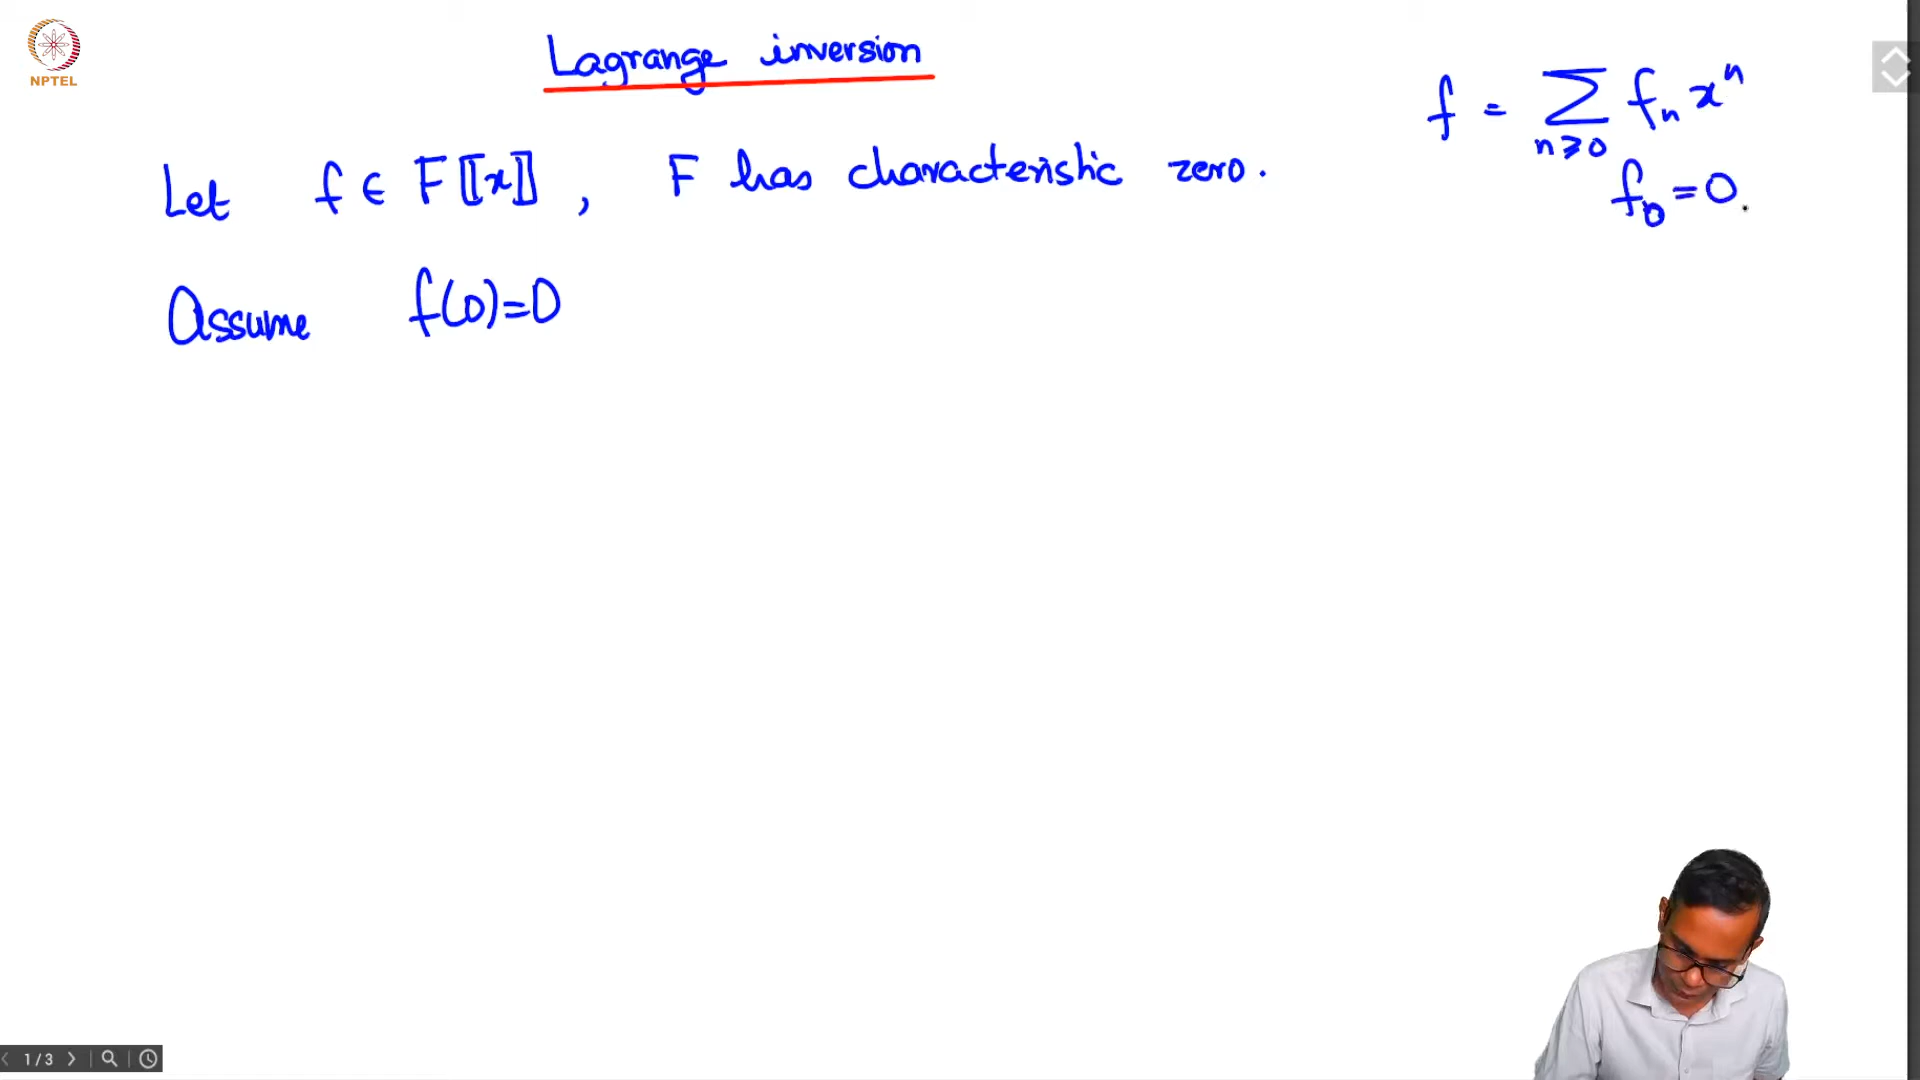 Lagrange inversion
f = ∑ fₙ xⁿ
n≥0
f₀ = 0.
Let f ∈ F[[x]], F has characteristic zero.
Assume f(0)=0
NPTEL
1/3